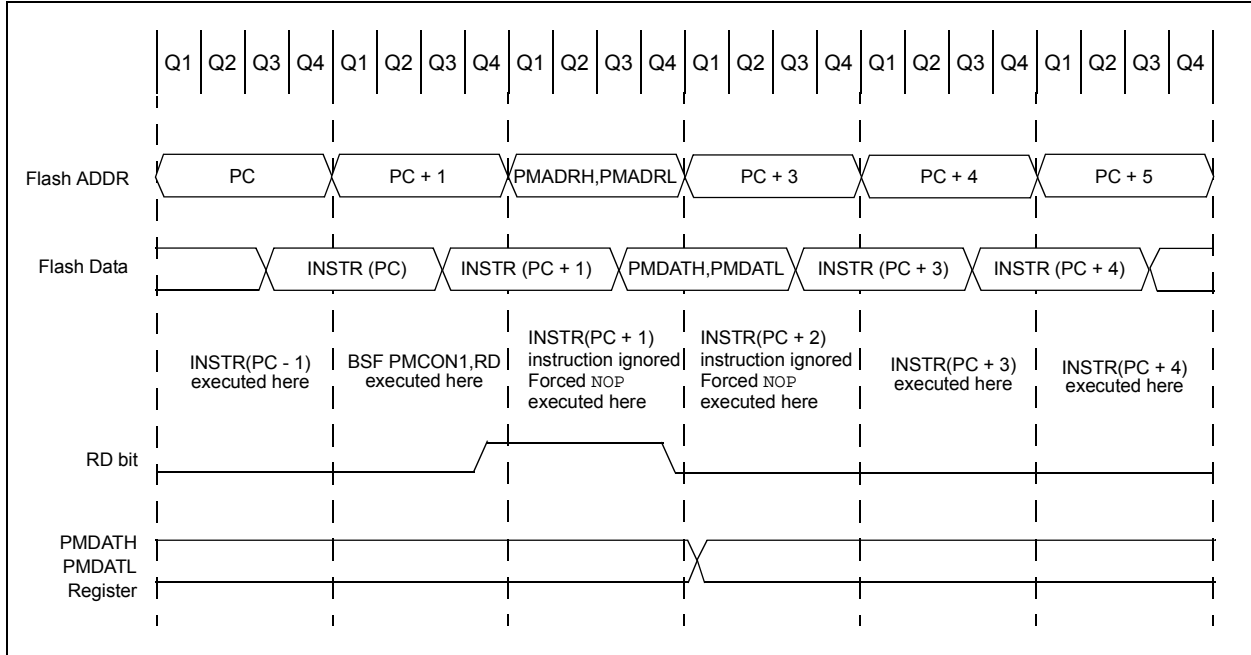 Q1 Q2 Q3 Q4 Q1 Q2 Q3 Q4 Q1 Q2 Q3 Q4 Q1 Q2 Q3 Q4 Q1 Q2 Q3 Q4 Q1 Q2 Q3 Q4
Flash ADDR PC PC + 1 PMADRH,PMADRL PC + 3 PC + 4 PC + 5
Flash Data INSTR (PC) INSTR (PC + 1) PMDATH,PMDATL INSTR (PC + 3) INSTR (PC + 4)
INSTR(PC - 1)
executed here
BSF PMCON1,RD
executed here
INSTR(PC + 1)
instruction ignored
Forced NOP
executed here
INSTR(PC + 2)
instruction ignored
Forced NOP
executed here
INSTR(PC + 3)
executed here
INSTR(PC + 4)
executed here
RD bit
PMDATH
PMDATL
Register